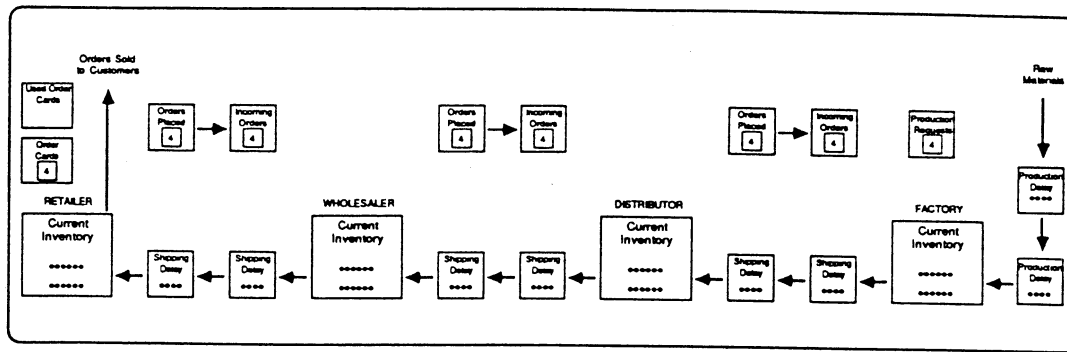 Orders Sold
to Customers
Raw
Materials
Used Order
Cards
Orders
Placed
4
Incoming
Orders
4
Orders
Placed
4
Incoming
Orders
4
Orders
Placed
4
Incoming
Orders
4
Production
Requests
4
Order
Cards
4
Production
Delay
RETAILER
WHOLESALER
DISTRIBUTOR
FACTORY
Current
Inventory
Shipping
Delay
Shipping
Delay
Current
Inventory
Shipping
Delay
Shipping
Delay
Current
Inventory
Shipping
Delay
Shipping
Delay
Current
Inventory
Production
Delay